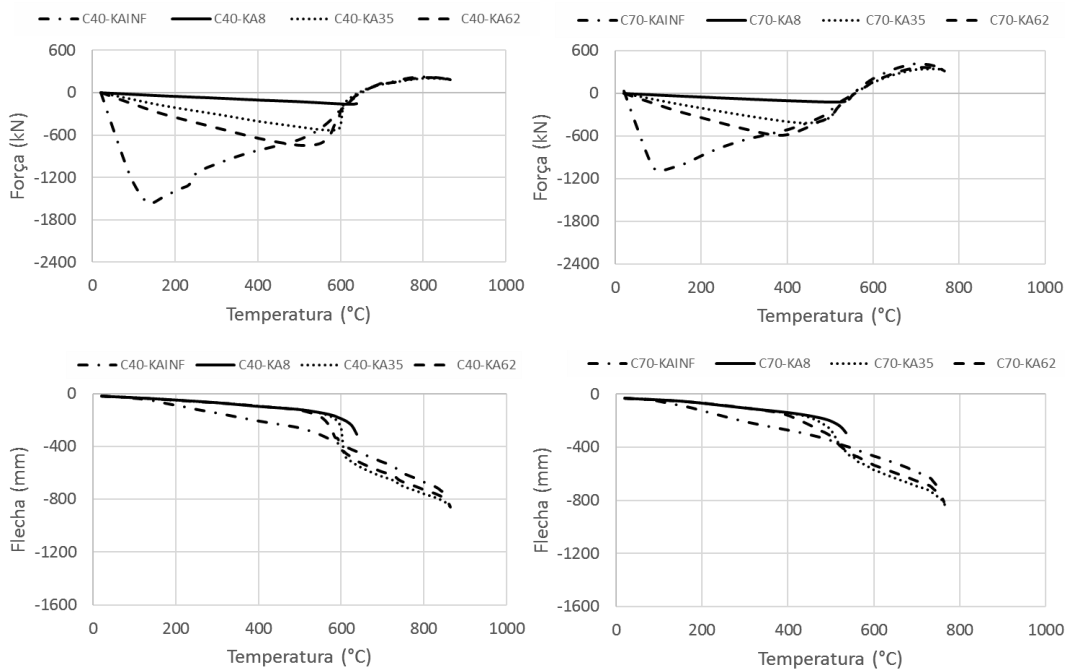 C40-KAINF C40-KA8 C40-KA35 C40-KA62
600
0
-600
-1200
-1800
-2400
Força (kN)
0 200 400 600 800 1000
Temperatura (°C)
C70-KAINF C70-KA8 C70-KA35 C70-KA62
600
0
-600
-1200
-1800
-2400
Força (kN)
0 200 400 600 800 1000
Temperatura (°C)
C40-KAINF C40-KA8 C40-KA35 C40-KA62
0
-400
-800
-1200
-1600
Flecha (mm)
0 200 400 600 800 1000
Temperatura (°C)
C70-KAINF C70-KA8 C70-KA35 C70-KA62
0
-400
-800
-1200
-1600
Flecha (mm)
0 200 400 600 800 1000
Temperatura (°C)